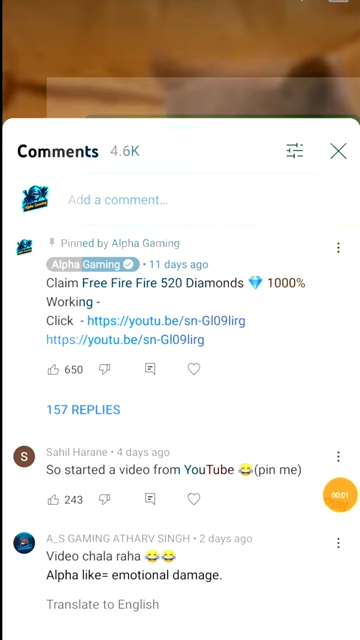 Comments 4.6K
Add a comment...
Pinned by Alpha Gaming
Alpha Gaming • 11 days ago
Claim Free Fire Fire 520 Diamonds 💎 1000%
Working -
Click - https://youtu.be/sn-Gl09lirg
https://youtu.be/sn-Gl09lirg
650
157 REPLIES
S
Sahil Harane • 4 days ago
So started a video from YouTube 😂(pin me)
243
00:01
A_S GAMING ATHARV SINGH • 2 days ago
Video chala raha 😂😂
Alpha like= emotional damage.
Translate to English